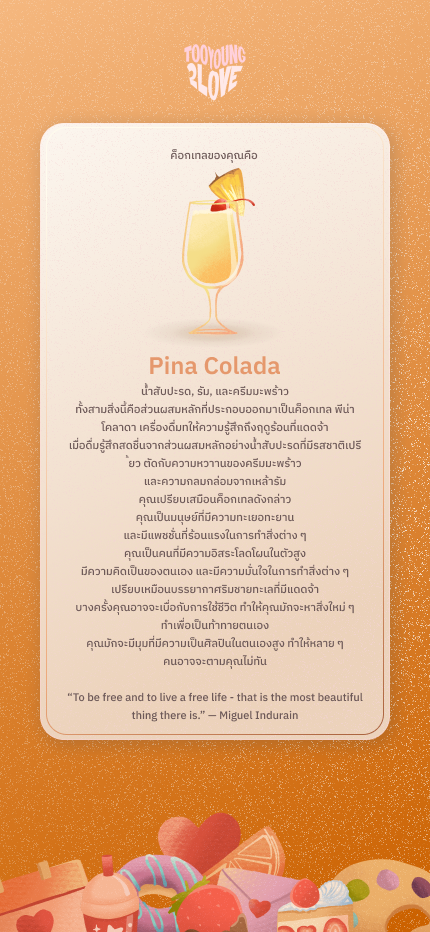 TOOYOUNG
2LOVE
ค็อกเทลของคุณคือ
Pina Colada
น้ำสับปะรด, รัม, และครีมมะพร้าว
ทั้งสามสิ่งนี้คือส่วนผสมหลักที่ประกอบออกมาเป็นค็อกเทล พีน่า
โคลาดา เครื่องดื่มที่ให้ความรู้สึกถึงฤดูร้อนที่แดดจ้า
เมื่อดื่มรู้สึกสดชื่นจากส่วนผสมหลักอย่างน้ำสับปะรดที่มีรสชาติเปรี
้ยว ตัดกับความหวานของครีมมะพร้าว
และความกลมกล่อมจากเหล้ารัม
คุณเปรียบเสมือนค็อกเทลดังกล่าว
คุณเป็นมนุษย์ที่มีความทะเยอทะยาน
และมีแพชชั่นที่ร้อนแรงในการทำสิ่งต่าง ๆ
คุณเป็นคนที่มีความอิสระโลดโผนในตัวสูง
มีความคิดเป็นของตนเอง และมีความมั่นใจในการทำสิ่งต่าง ๆ
เปรียบเหมือนบรรยากาศริมชายทะเลที่มีแดดจ้า
บางครั้งคุณอาจจะเบื่อกับการใช้ชีวิต ทำให้คุณมักจะหาสิ่งใหม่ ๆ
ทำเพื่อเป็นท้าทายตนเอง
คุณมักจะมีมุมที่มีความเป็นศิลปินในตนเองสูง ทำให้หลาย ๆ
คนอาจจะตามคุณไม่ทัน
“To be free and to live a free life - that is the most beautiful
thing there is.” — Miguel Indurain